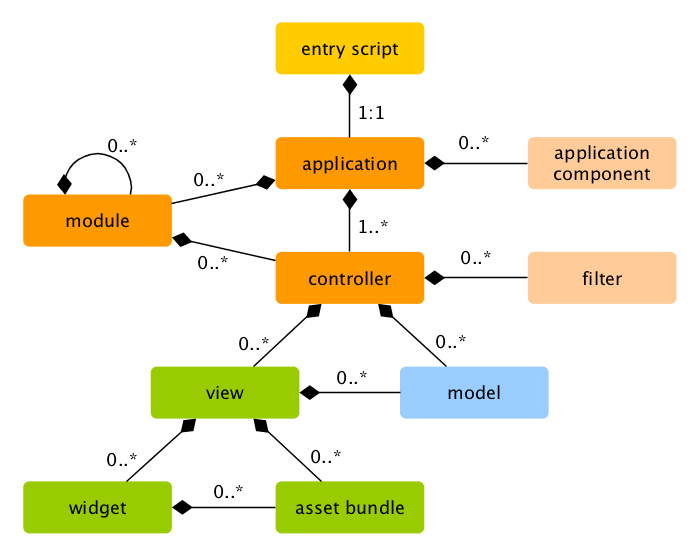 entry script
1:1
0..*
0..*
application
application
component
0..*
module
1..*
0..*
0..*
controller
filter
0..*
0..*
0..*
view
model
0..*
0..*
0..*
widget
asset bundle